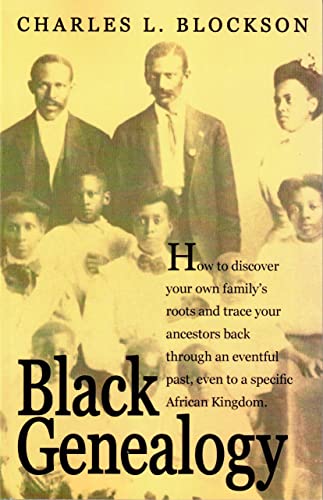 CHARLES L. BLOCKSON
How to discover
your own family's
roots and trace your
ancestors back
through an eventful
past, even to a specific
African Kingdom.
Black
Genealogy